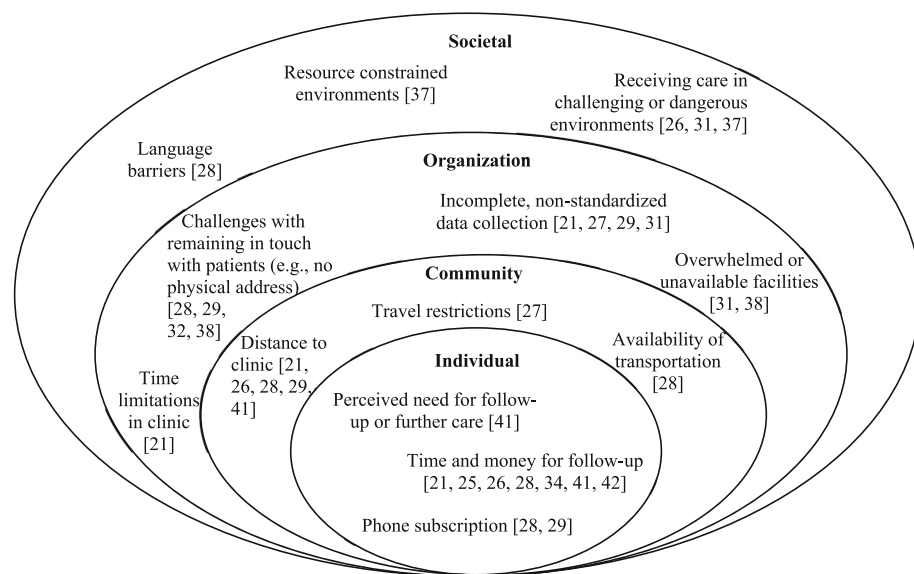 Societal
Resource constrained
environments [37]
Receiving care in
challenging or dangerous
environments [26, 31, 37]
Language
barriers [28]
Organization
Incomplete, non-standardized
data collection [21, 27, 29, 31]
Challenges with
remaining in touch
with patients (e.g., no
physical address)
[28, 29,
32, 38]
Overwhelmed or
unavailable facilities
[31, 38]
Time
limitations
in clinic
[21]
Community
Travel restrictions [27]
Distance to
clinic [21,
26, 28, 29,
41]
Availability of
transportation
[28]
Individual
Perceived need for follow-
up or further care [41]
Time and money for follow-up
[21, 25, 26, 28, 34, 41, 42]
Phone subscription [28, 29]